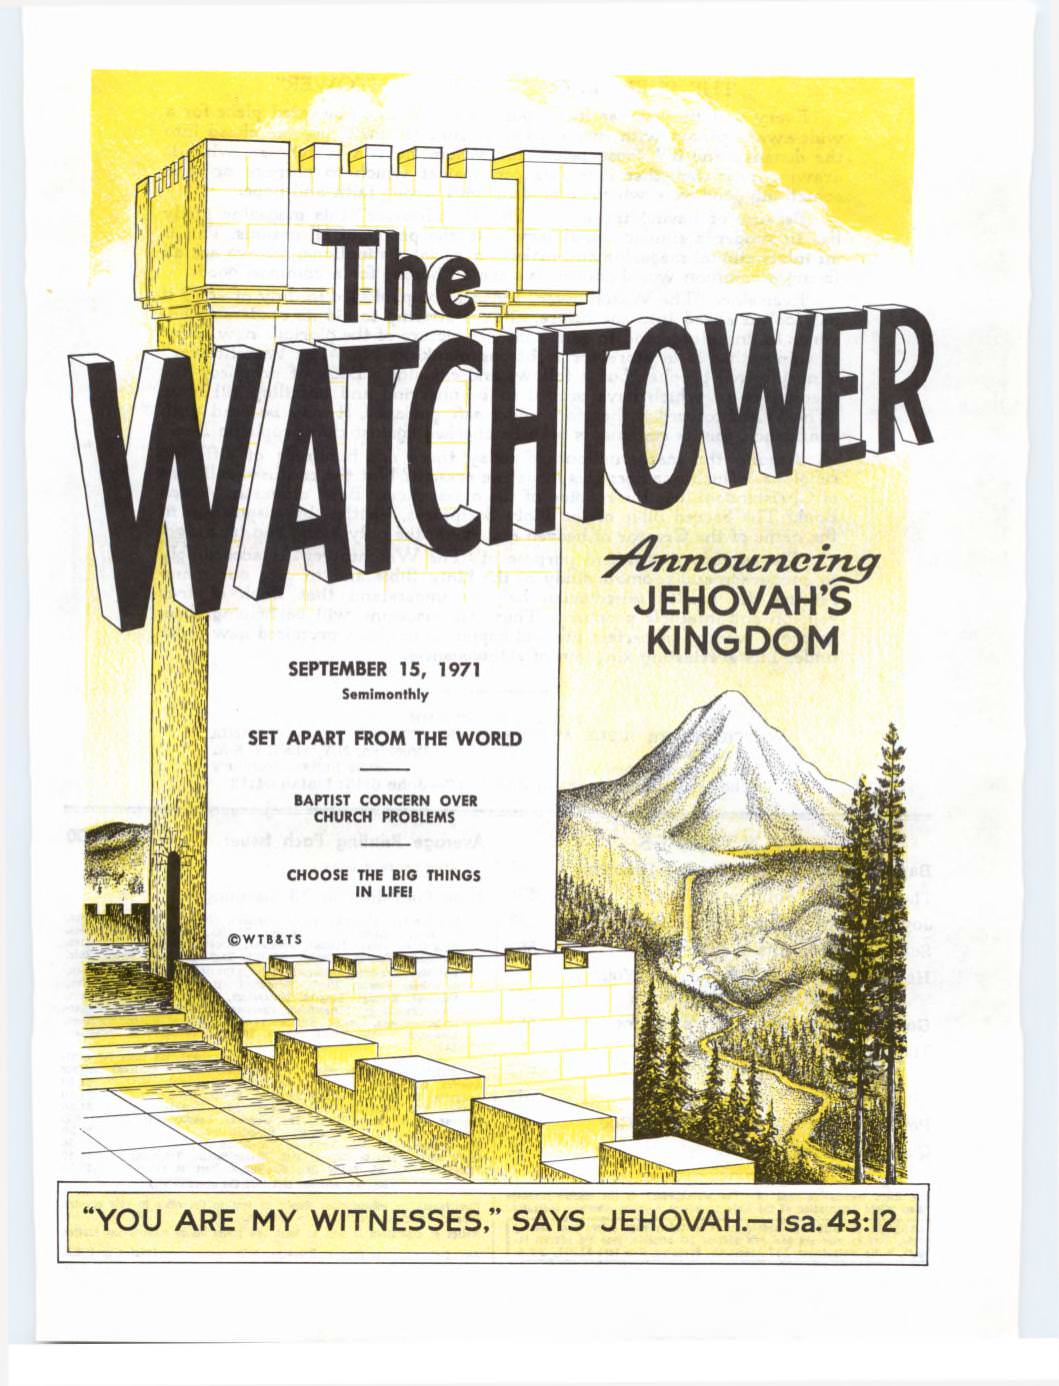 The
WATCHTOWER
Announcing
JEHOVAH'S
KINGDOM
SEPTEMBER 15, 1971
Semimonthly
SET APART FROM THE WORLD
BAPTIST CONCERN OVER
CHURCH PROBLEMS
CHOOSE THE BIG THINGS
IN LIFE!
©WTB&TS
“YOU ARE MY WITNESSES,” SAYS JEHOVAH.—Isa. 43:12